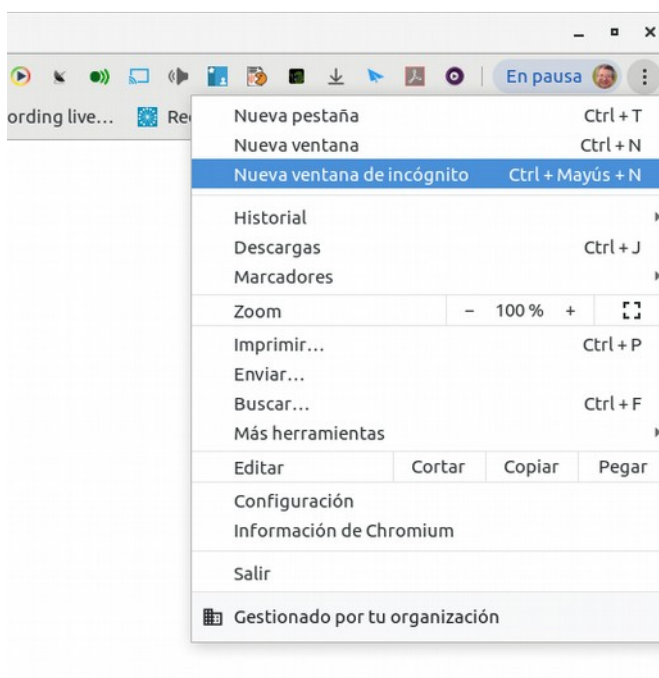 En pausa
ording live… Re
Nueva pestaña Ctrl + T
Nueva ventana Ctrl + N
Nueva ventana de incógnito Ctrl + Mayús + N
Historial
Descargas Ctrl + J
Marcadores
Zoom – 100 % +
Imprimir… Ctrl + P
Enviar…
Buscar… Ctrl + F
Más herramientas
Editar Cortar Copiar Pegar
Configuración
Información de Chromium
Salir
Gestionado por tu organización